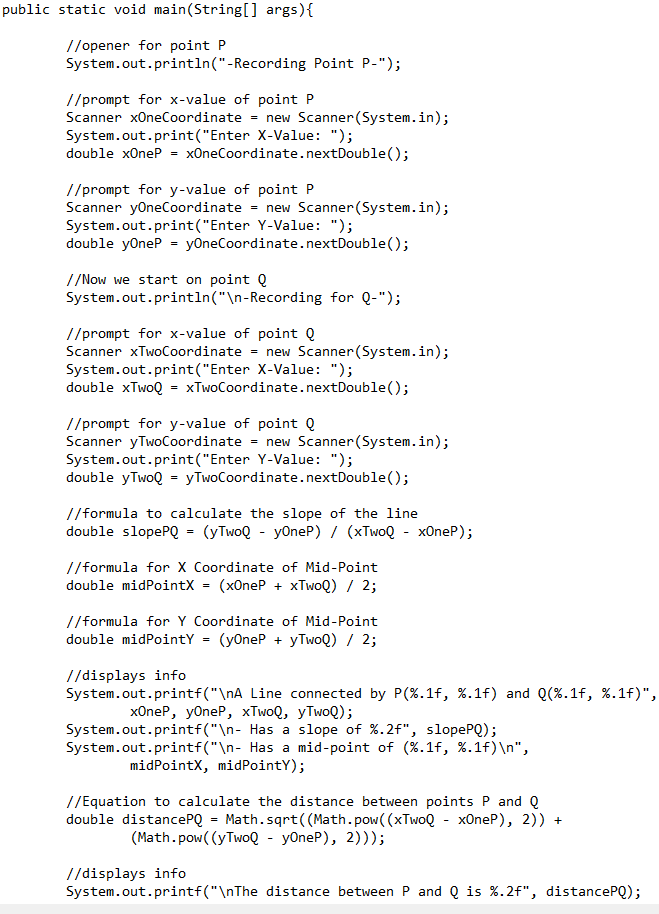 public static void main(String[] args){
//opener for point P
System.out.println("-Recording Point P-");
//prompt for x-value of point P
Scanner xOneCoordinate = new Scanner(System.in);
System.out.print("Enter X-Value: ");
double xOneP = xOneCoordinate.nextDouble();
//prompt for y-value of point P
Scanner yOneCoordinate = new Scanner(System.in);
System.out.print("Enter Y-Value: ");
double yOneP = yOneCoordinate.nextDouble();
//Now we start on point Q
System.out.println("\n-Recording for Q-");
//prompt for x-value of point Q
Scanner xTwoCoordinate = new Scanner(System.in);
System.out.print("Enter X-Value: ");
double xTwoQ = xTwoCoordinate.nextDouble();
//prompt for y-value of point Q
Scanner yTwoCoordinate = new Scanner(System.in);
System.out.print("Enter Y-Value: ");
double yTwoQ = yTwoCoordinate.nextDouble();
//formula to calculate the slope of the line
double slopePQ = (yTwoQ - yOneP) / (xTwoQ - xOneP);
//formula for X Coordinate of Mid-Point
double midPointX = (xOneP + xTwoQ) / 2;
//formula for Y Coordinate of Mid-Point
double midPointY = (yOneP + yTwoQ) / 2;
//displays info
System.out.printf("\nA Line connected by P(%.1f, %.1f) and Q(%.1f, %.1f)",
xOneP, yOneP, xTwoQ, yTwoQ);
System.out.printf("\n- Has a slope of %.2f", slopePQ);
System.out.printf("\n- Has a mid-point of (%.1f, %.1f)\n",
midPointX, midPointY);
//Equation to calculate the distance between points P and Q
double distancePQ = Math.sqrt((Math.pow((xTwoQ - xOneP), 2)) +
(Math.pow((yTwoQ - yOneP), 2)));
//displays info
System.out.printf("\nThe distance between P and Q is %.2f", distancePQ);